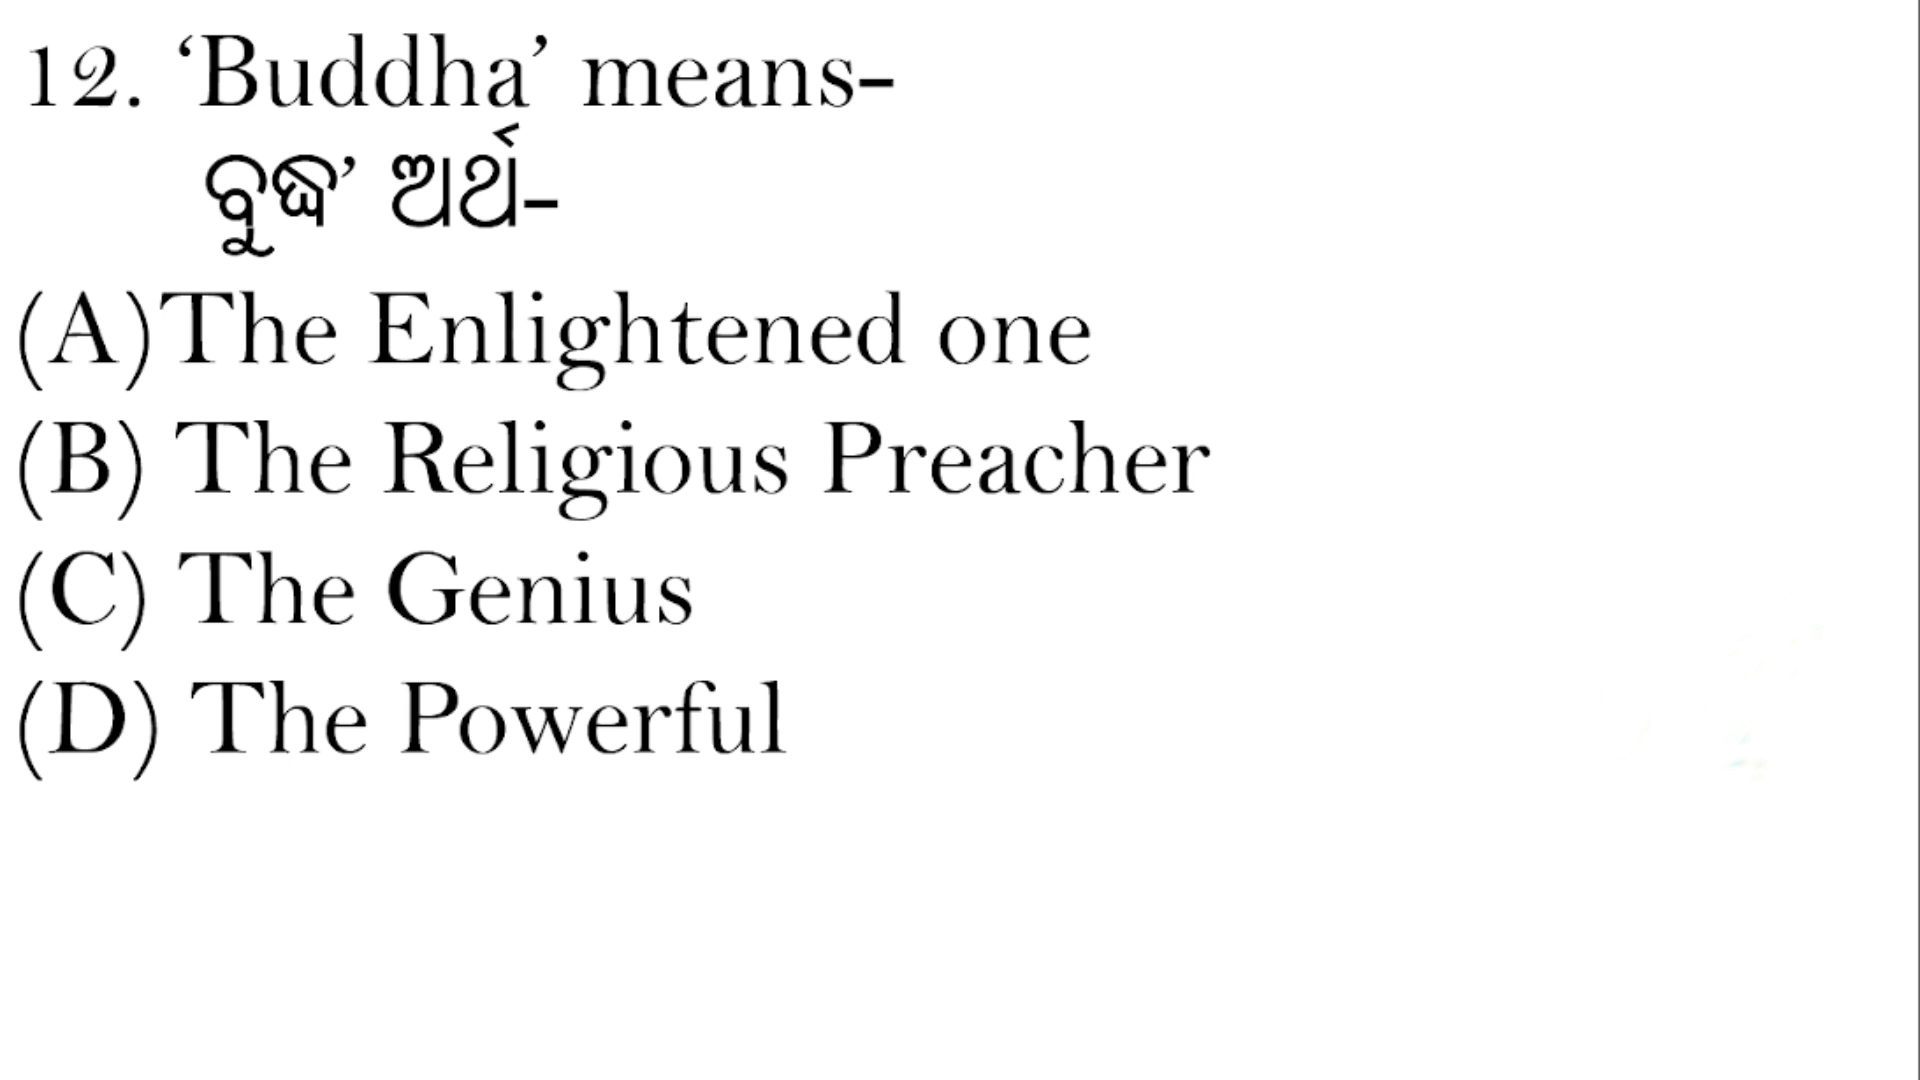 12. ‘Buddha’ means-
ବୁଦ୍ଧ’ ଅର୍ଥ-
(A)The Enlightened one
(B) The Religious Preacher
(C) The Genius
(D) The Powerful